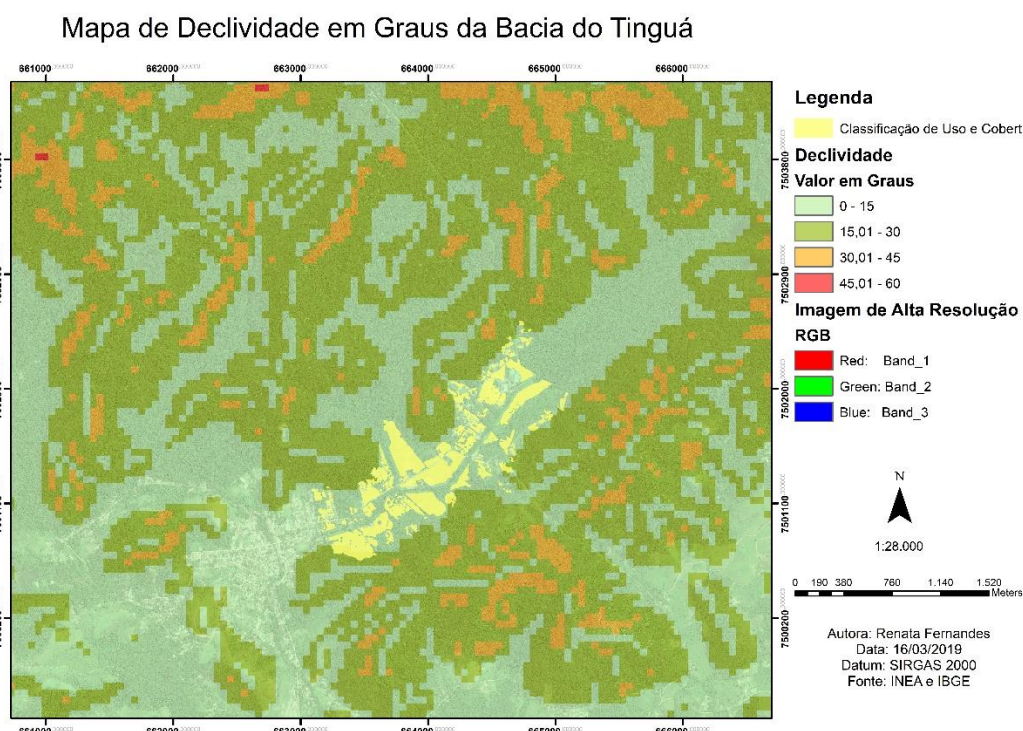 Mapa de Declividade em Graus da Bacia do Tinguá
661000 662000 663000 664000 665000 666000
7503800
7502900
7502000
7501100
7500200
Legenda
Classificação de Uso e Cobert
Declividade
Valor em Graus
0 - 15
15,01 - 30
30,01 - 45
45,01 - 60
Imagem de Alta Resolução
RGB
Red: Band_1
Green: Band_2
Blue: Band_3
N
1:28.000
0 190 380 760 1.140 1.520
Meters
Autora: Renata Fernandes
Data: 16/03/2019
Datum: SIRGAS 2000
Fonte: INEA e IBGE